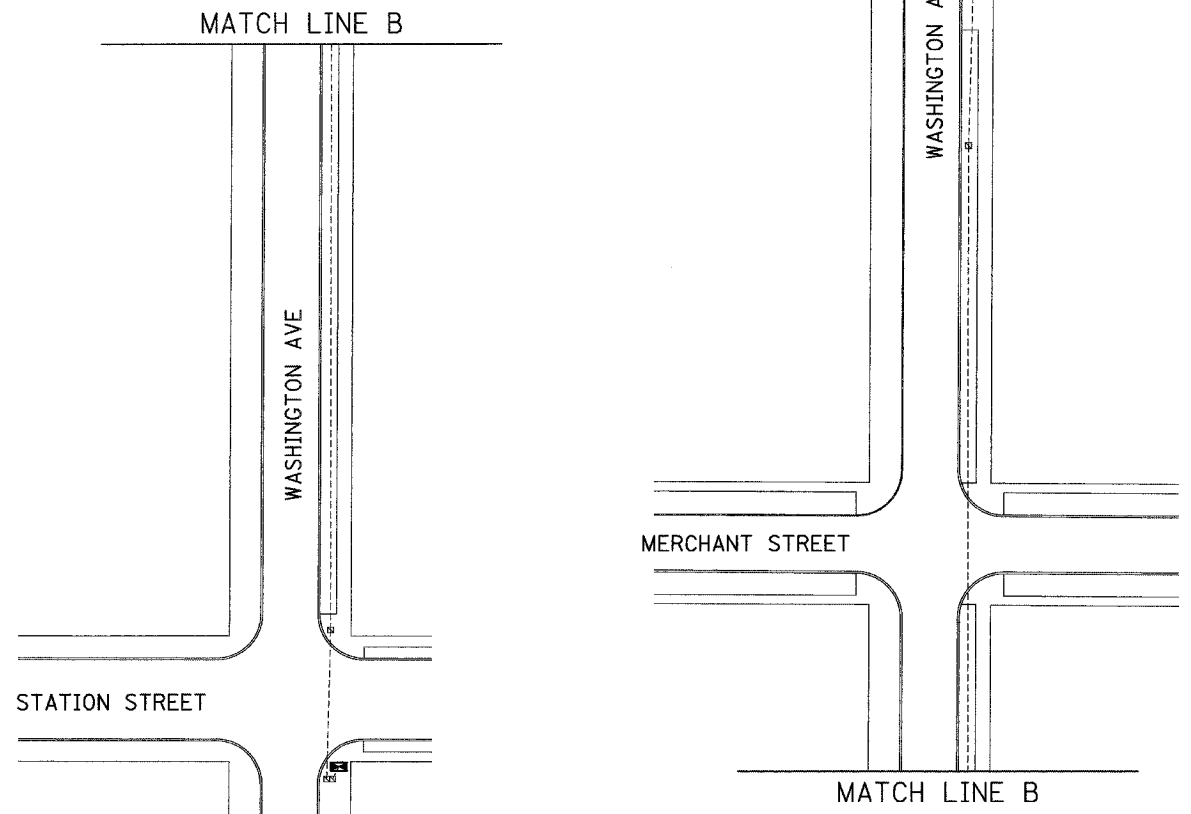 MATCH LINE B
WASHINGTON AVE
STATION STREET
WASHINGTON A
MERCHANT STREET
MATCH LINE B